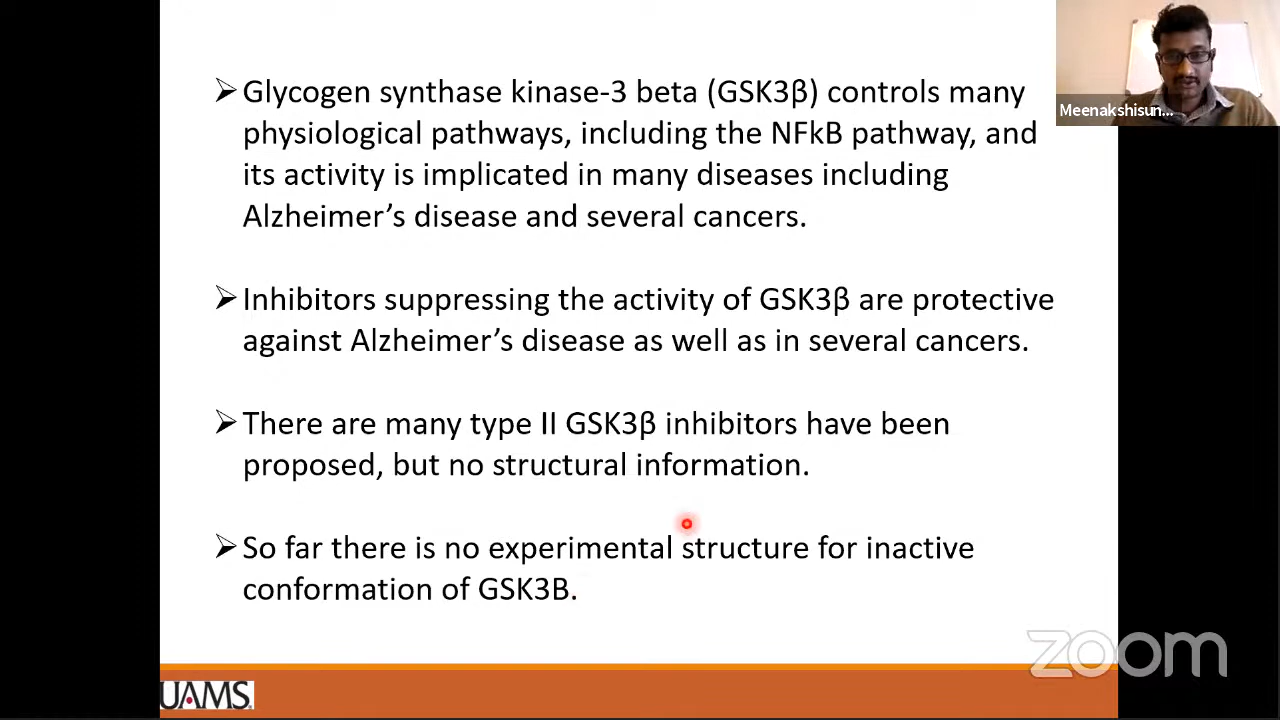 ➢Glycogen synthase kinase-3 beta (GSK3β) controls many
physiological pathways, including the NFkB pathway, and
its activity is implicated in many diseases including
Alzheimer’s disease and several cancers.
➢Inhibitors suppressing the activity of GSK3β are protective
against Alzheimer’s disease as well as in several cancers.
➢There are many type II GSK3β inhibitors have been
proposed, but no structural information.
➢So far there is no experimental structure for inactive
conformation of GSK3B.
Meenakshisun...
zoom
UAMS